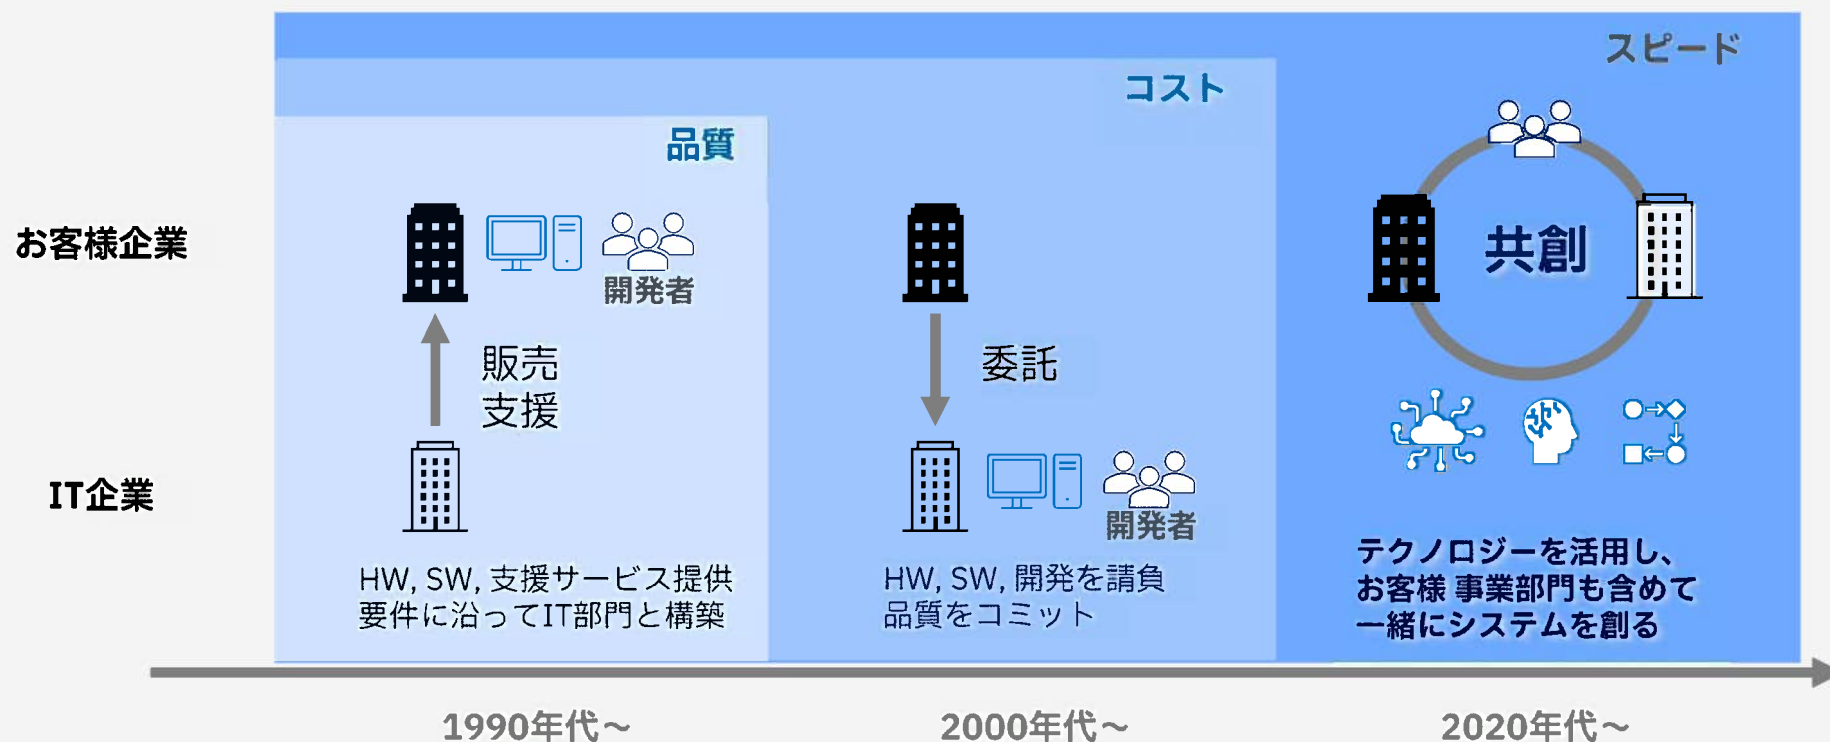 スピード
コスト
品質
お客様企業
開発者
共創
販売
支援
委託
IT企業
開発者
HW, SW, 支援サービス提供
要件に沿ってIT部門と構築
HW, SW, 開発を請負
品質をコミット
テクノロジーを活用し、
お客様 事業部門も含めて
一緒にシステムを創る
1990年代～
2000年代～
2020年代～